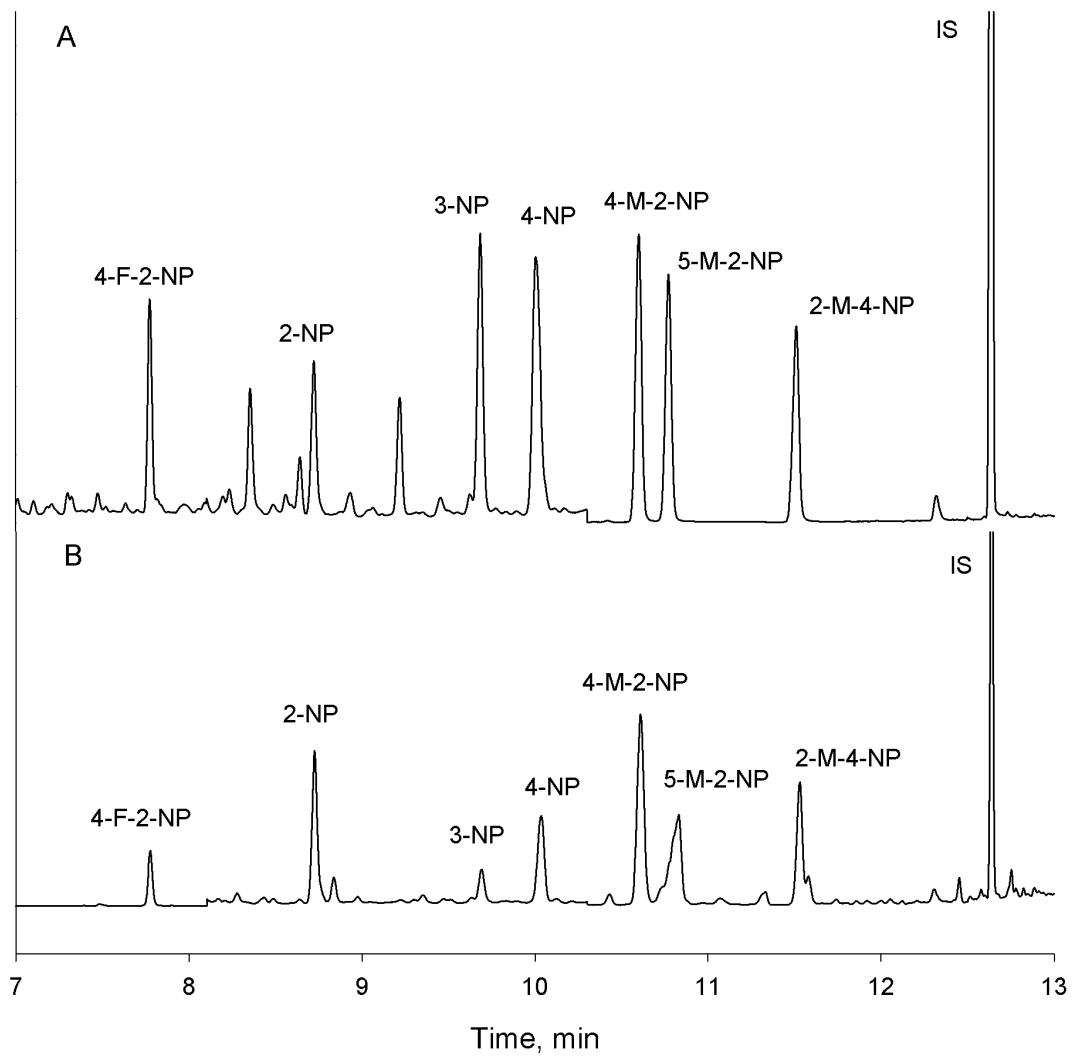 A
IS
4-F-2-NP
2-NP
3-NP
4-NP
4-M-2-NP
5-M-2-NP
2-M-4-NP
B
IS
4-F-2-NP
2-NP
3-NP
4-NP
4-M-2-NP
5-M-2-NP
2-M-4-NP
7 8 9 10 11 12 13
Time, min